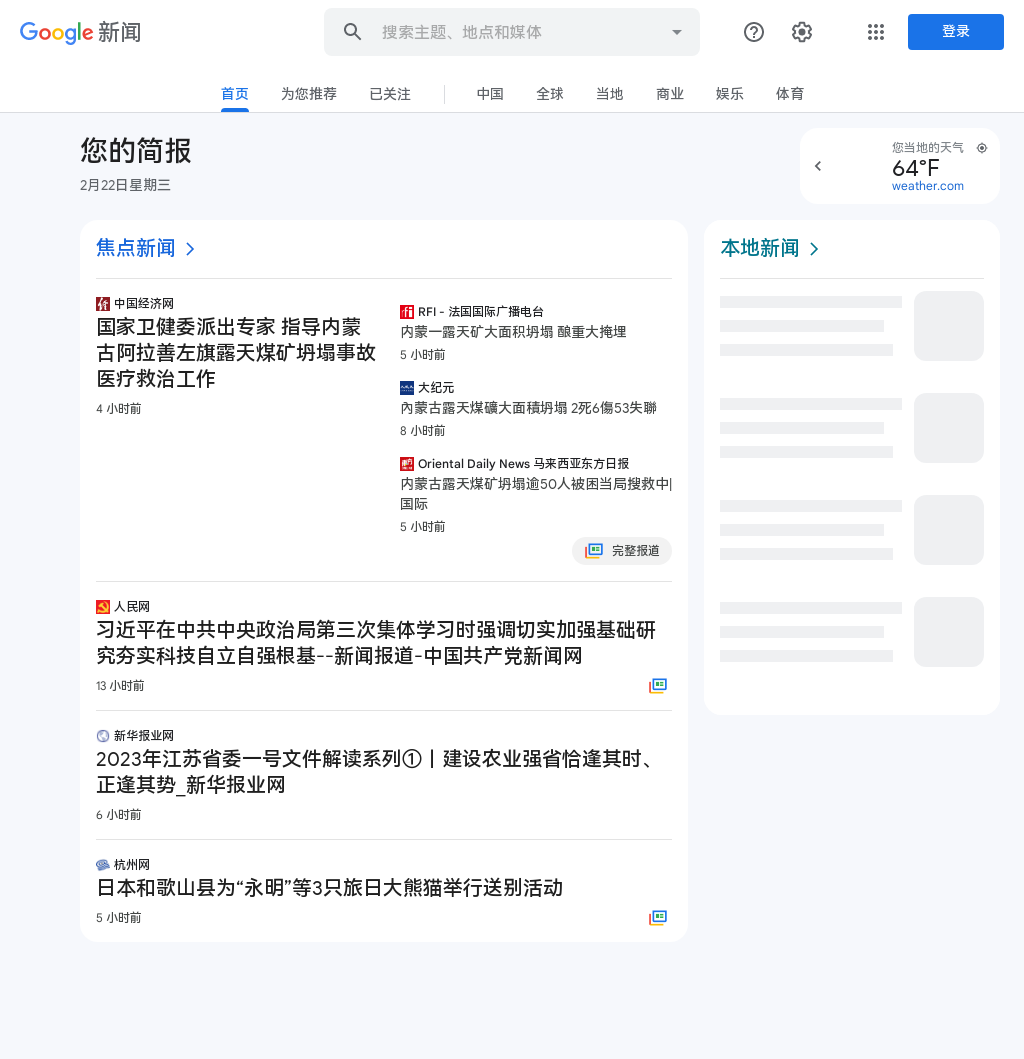 Google 新闻
搜索主题、地点和媒体
登录
首页 为您推荐 已关注 中国 全球 当地 商业 娱乐 体育
您的简报
2月22日星期三
您当地的天气
64°F
weather.com
焦点新闻
中国经济网
国家卫健委派出专家 指导内蒙
古阿拉善左旗露天煤矿坍塌事故
医疗救治工作
4 小时前
RFI - 法国国际广播电台
内蒙一露天矿大面积坍塌 酿重大掩埋
5 小时前
大纪元
內蒙古露天煤礦大面積坍塌 2死6傷53失聯
8 小时前
Oriental Daily News 马来西亚东方日报
内蒙古露天煤矿坍塌逾50人被困当局搜救中|
国际
5 小时前
完整报道
人民网
习近平在中共中央政治局第三次集体学习时强调切实加强基础研
究夯实科技自立自强根基--新闻报道-中国共产党新闻网
13 小时前
新华报业网
2023年江苏省委一号文件解读系列①丨建设农业强省恰逢其时、
正逢其势_新华报业网
6 小时前
杭州网
日本和歌山县为“永明”等3只旅日大熊猫举行送别活动
5 小时前
本地新闻